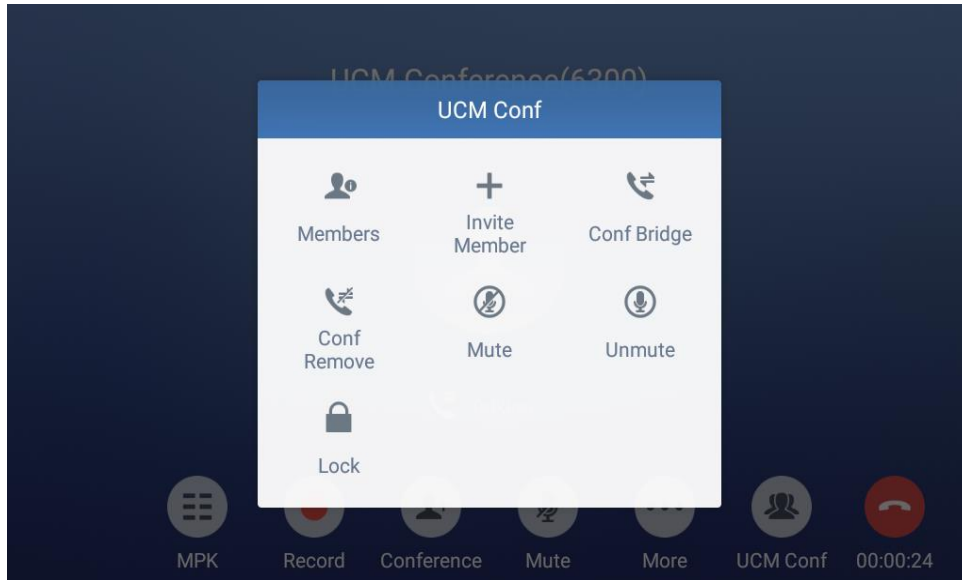 UCM Conference(6300)
UCM Conf
Members
Invite
Member
Conf Bridge
Conf
Remove
Mute
Unmute
Lock
MPK
Record
Conference
Mute
More
UCM Conf
00:00:24